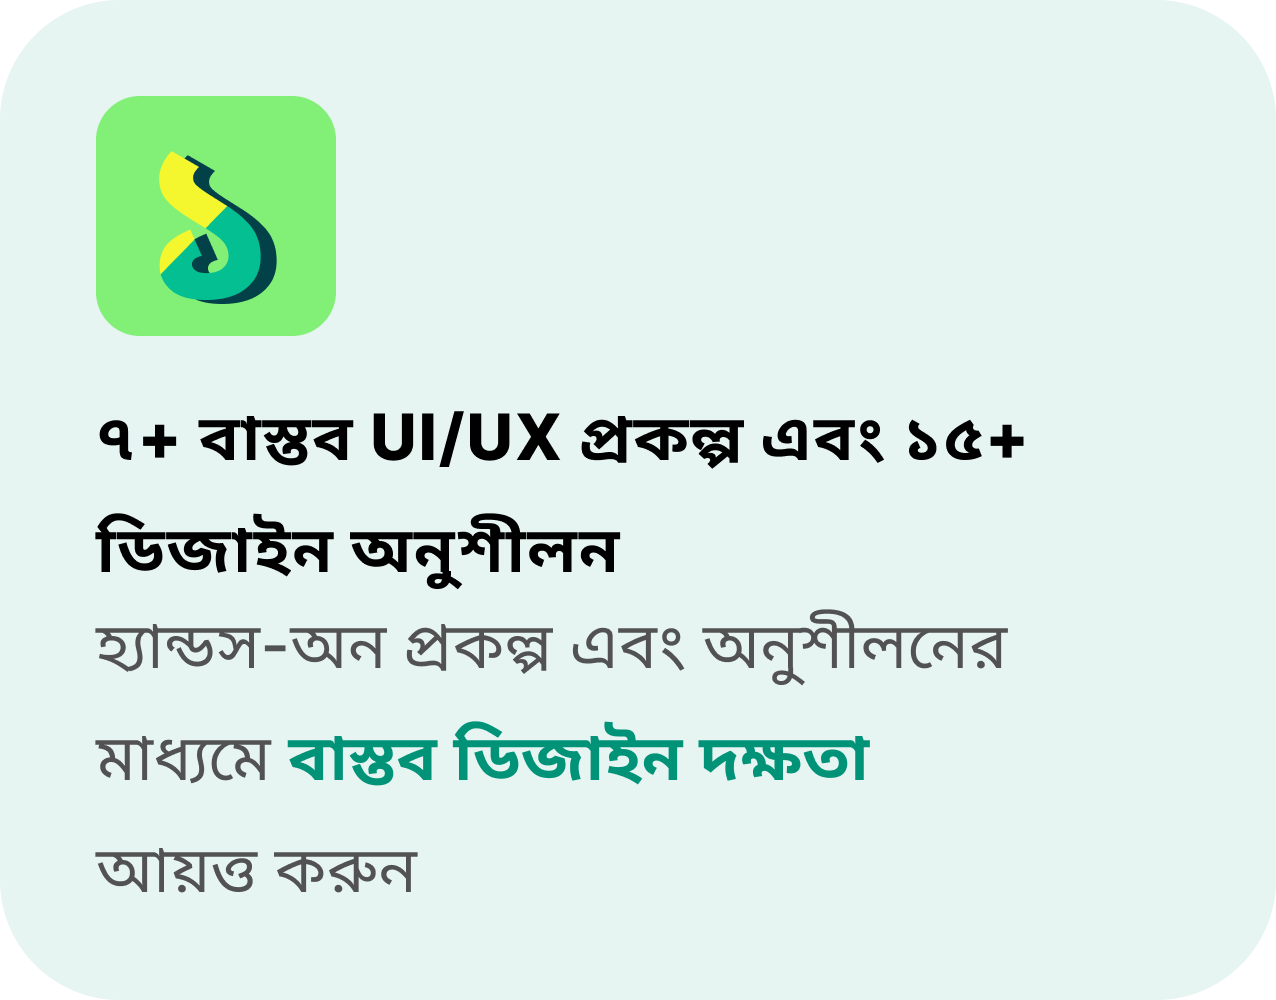 ১
৭+ বাস্তব UI/UX প্রকল্প এবং ১৫+
ডিজাইন অনুশীলন
হ্যান্ডস-অন প্রকল্প এবং অনুশীলনের
মাধ্যমে বাস্তব ডিজাইন দক্ষতা
আয়ত্ত করুন